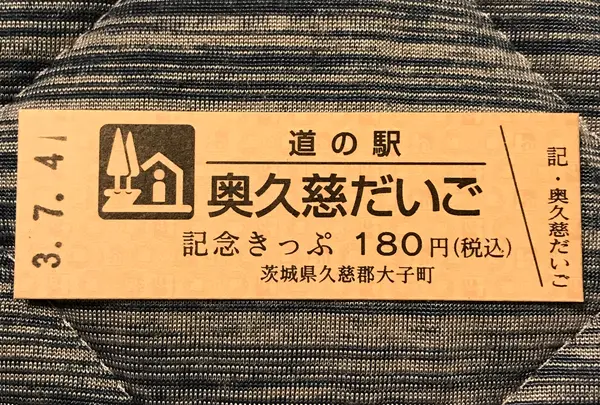 3.7.4
道の駅
奥久慈だいご
記念きっぷ 180円(税込)
茨城県久慈郡大子町
記・奥久慈だいご